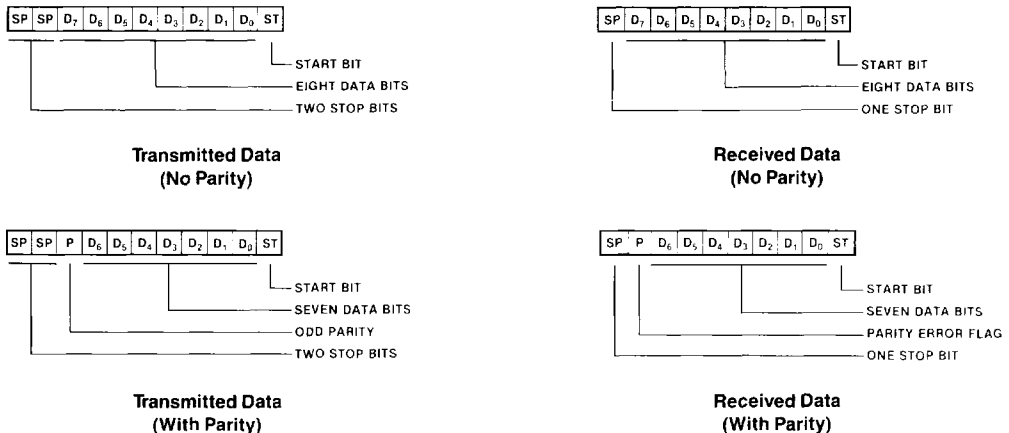 SP SP D₇ D₆ D₅ D₄ D₃ D₂ D₁ D₀ ST
START BIT
EIGHT DATA BITS
TWO STOP BITS
Transmitted Data
(No Parity)
SP D₇ D₆ D₅ D₄ D₃ D₂ D₁ D₀ ST
START BIT
EIGHT DATA BITS
ONE STOP BIT
Received Data
(No Parity)
SP SP P D₆ D₅ D₄ D₃ D₂ D₁ D₀ ST
START BIT
SEVEN DATA BITS
ODD PARITY
TWO STOP BITS
Transmitted Data
(With Parity)
SP P D₆ D₅ D₄ D₃ D₂ D₁ D₀ ST
START BIT
SEVEN DATA BITS
PARITY ERROR FLAG
ONE STOP BIT
Received Data
(With Parity)